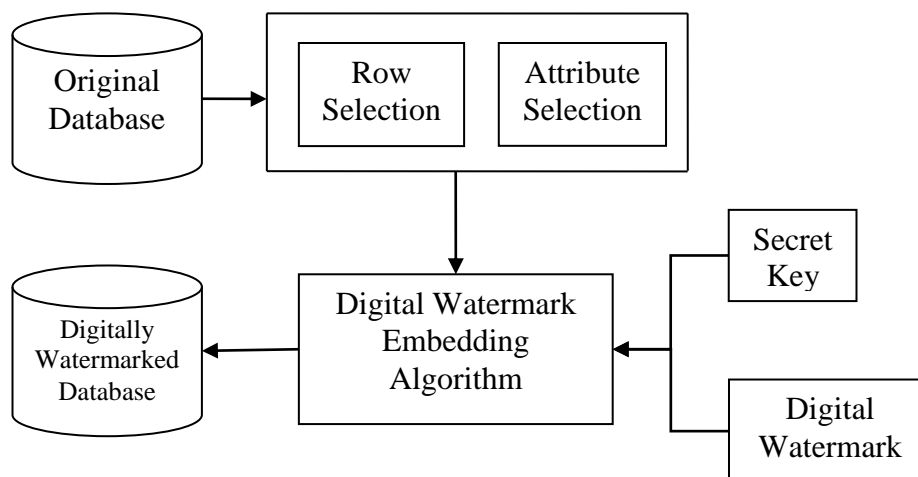 Original
Database
Row
Selection
Attribute
Selection
Secret
Key
Digital Watermark
Embedding
Algorithm
Digitally
Watermarked
Database
Digital
Watermark